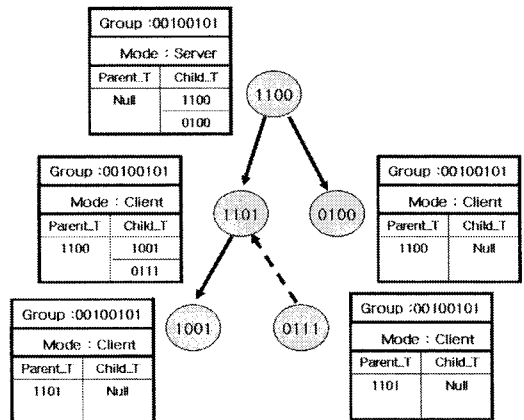 Group :00100101
Mode : Server
Parent_T Child_T
Null 1100
0100
1100
Group :00100101
Mode : Client
Parent_T Child_T
1100 1001
0111
1101
0100
Group :00100101
Mode : Client
Parent_T Child_T
1100 Null
Group :00100101
Mode : Client
Parent_T Child_T
1101 Null
1001
0111
Group :00100101
Mode : Client
Parent_T Child_T
1101 Null